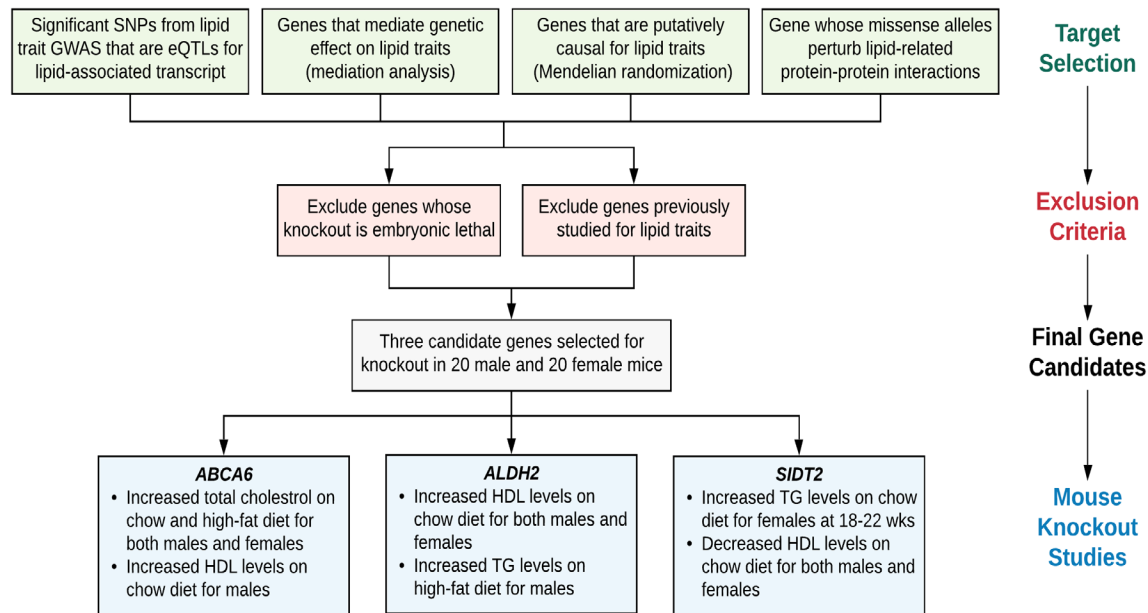 Significant SNPs from lipid
trait GWAS that are eQTLs for
lipid-associated transcript
Genes that mediate genetic
effect on lipid traits
(mediation analysis)
Genes that are putatively
causal for lipid traits
(Mendelian randomization)
Gene whose missense alleles
perturb lipid-related
protein-protein interactions
Target
Selection
Exclude genes whose
knockout is embryonic lethal
Exclude genes previously
studied for lipid traits
Exclusion
Criteria
Three candidate genes selected for
knockout in 20 male and 20 female mice
Final Gene
Candidates
ABCA6
• Increased total cholestrol on
chow and high-fat diet for
both males and females
• Increased HDL levels on
chow diet for males
ALDH2
• Increased HDL levels on
chow diet for both males and
females
• Increased TG levels on
high-fat diet for males
SIDT2
• Increased TG levels on chow
diet for females at 18-22 wks
• Decreased HDL levels on
chow diet for both males and
females
Mouse
Knockout
Studies